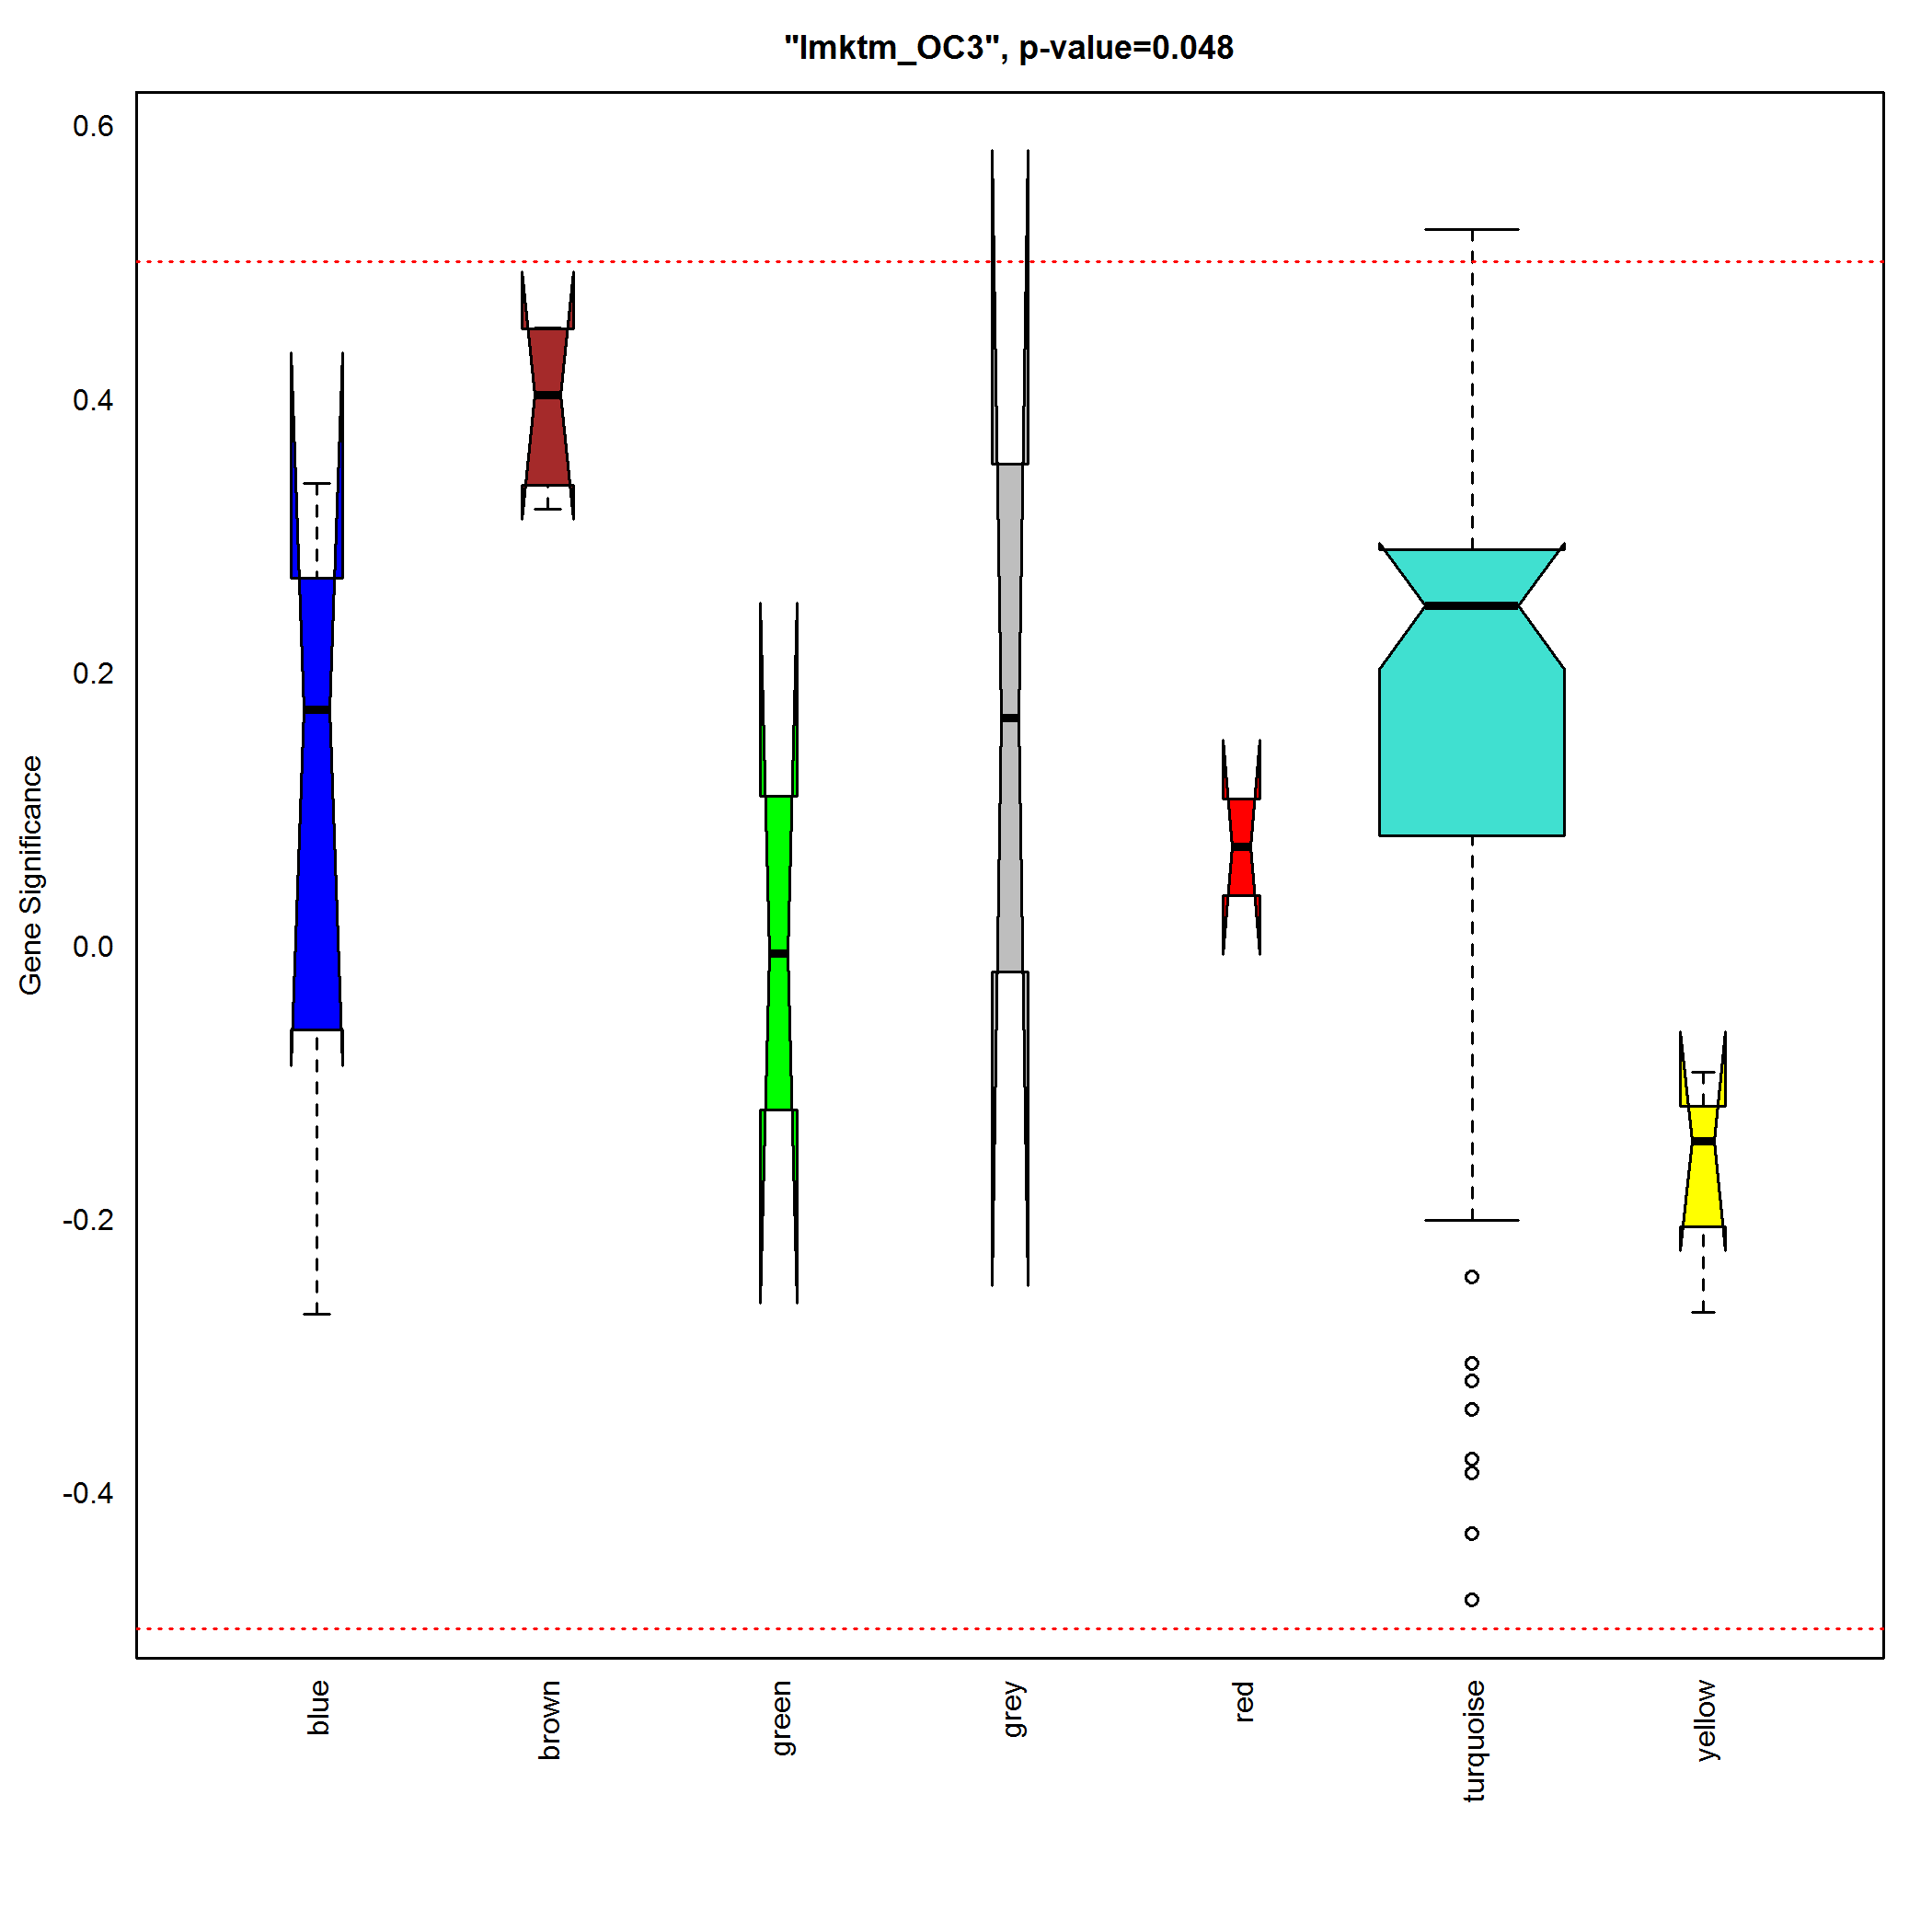 "lmktm_OC3", p-value=0.048
0.6
0.4
0.2
0.0
-0.2
-0.4
Gene Significance
blue
brown
green
grey
red
turquoise
yellow